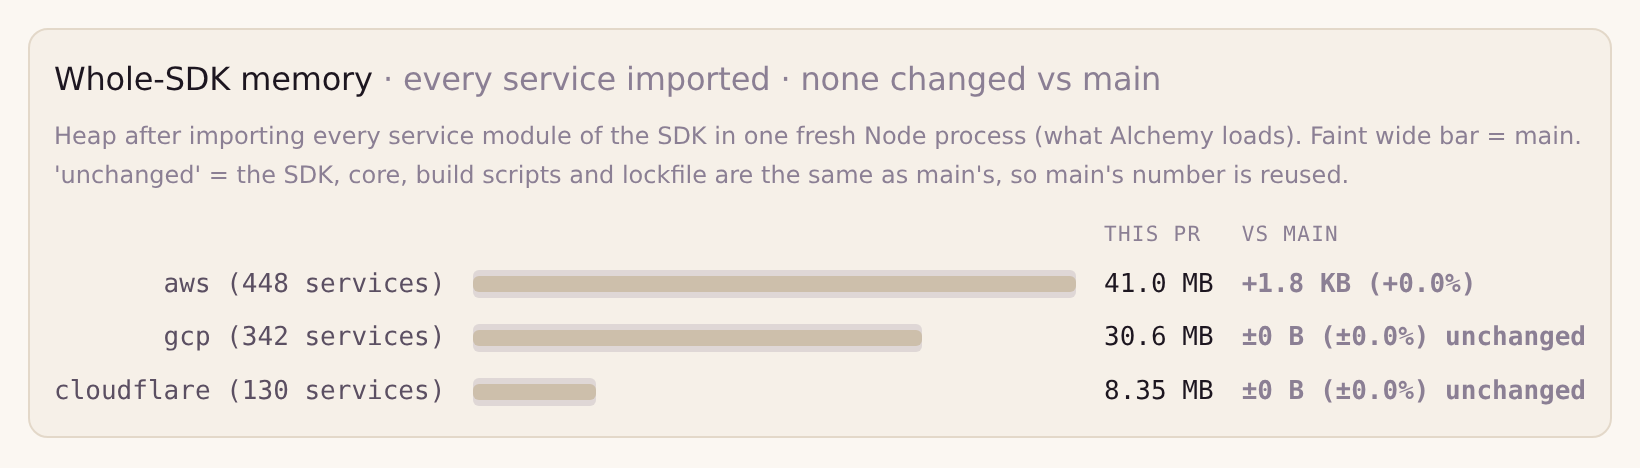 Whole-SDK memory · every service imported · none changed vs main
Heap after importing every service module of the SDK in one fresh Node process (what Alchemy loads). Faint wide bar = main.
'unchanged' = the SDK, core, build scripts and lockfile are the same as main's, so main's number is reused.
THIS PR VS MAIN
aws (448 services) 41.0 MB +1.8 KB (+0.0%)
gcp (342 services) 30.6 MB ±0 B (±0.0%) unchanged
cloudflare (130 services) 8.35 MB ±0 B (±0.0%) unchanged